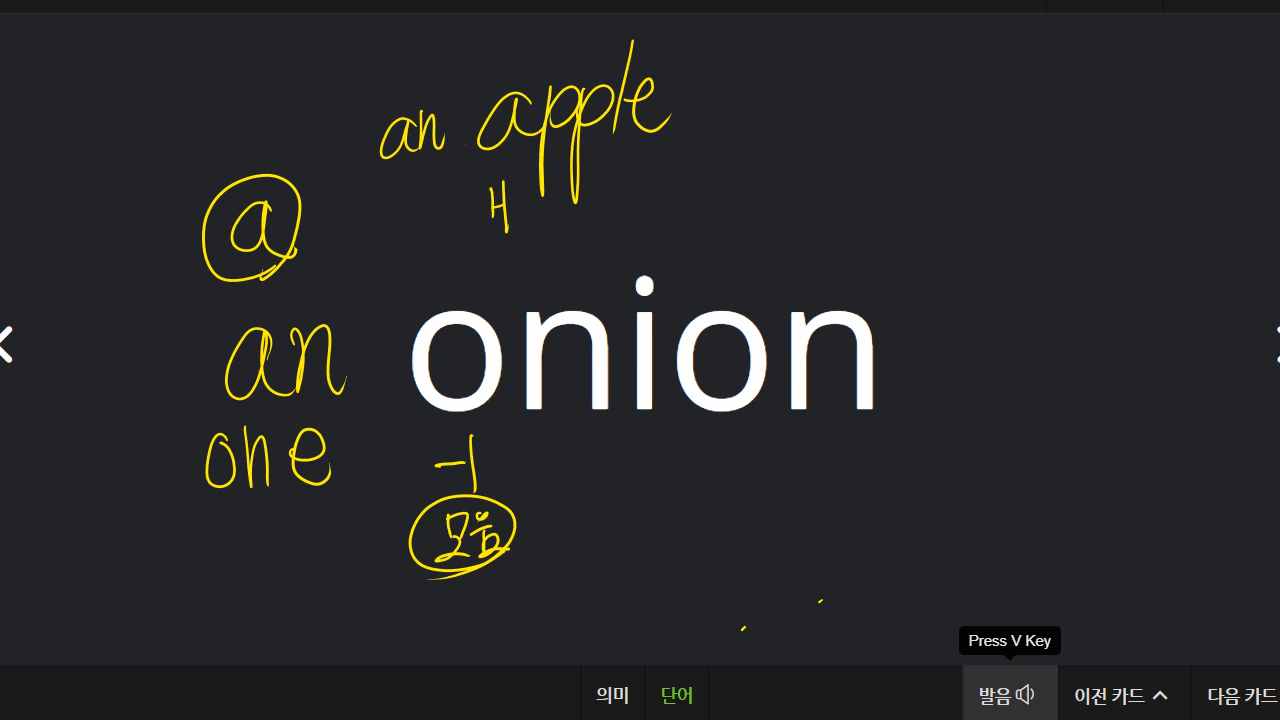 an apple
ㅐ
a
an onion
one
ㅓ
모음
Press V Key
의미 단어 발음 이전 카드 다음 카드